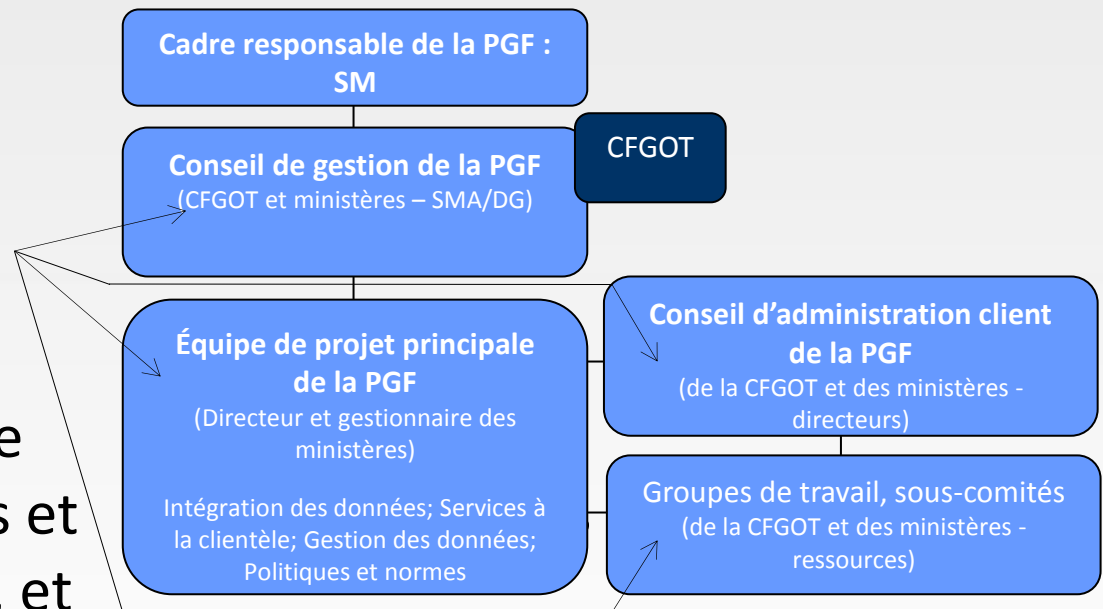 Cadre responsable de la PGF :
SM
CFGOT
Conseil de gestion de la PGF
(CFGOT et ministères – SMA/DG)
Équipe de projet principale
de la PGF
(Directeur et gestionnaire des
ministères)
Intégration des données; Services à
la clientèle; Gestion des données;
Politiques et normes
Conseil d’administration client
de la PGF
(de la CFGOT et des ministères -
directeurs)
Groupes de travail, sous-comités
(de la CFGOT et des ministères -
ressources)
e
s et
et